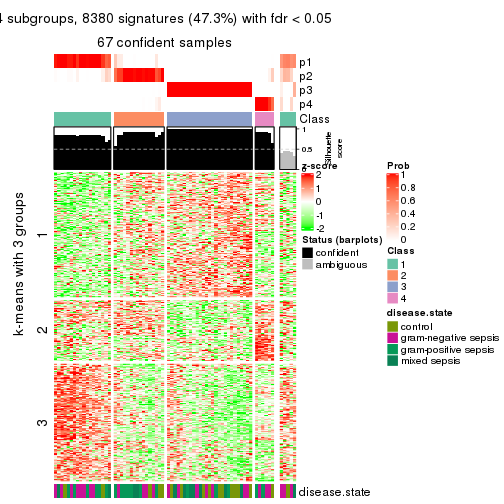 4 subgroups, 8380 signatures (47.3%) with fdr < 0.05
67 confident samples
p1
p2
p3
p4
Class
1
0.5
0
Silhouette
score
k-means with 3 groups
1
2
3
disease.state
z-score
2
1
0
-1
-2
Status (barplots)
confident
ambiguous
Prob
1
0.8
0.6
0.4
0.2
0
Class
1
2
3
4
disease.state
control
gram-negative sepsis
gram-positive sepsis
mixed sepsis